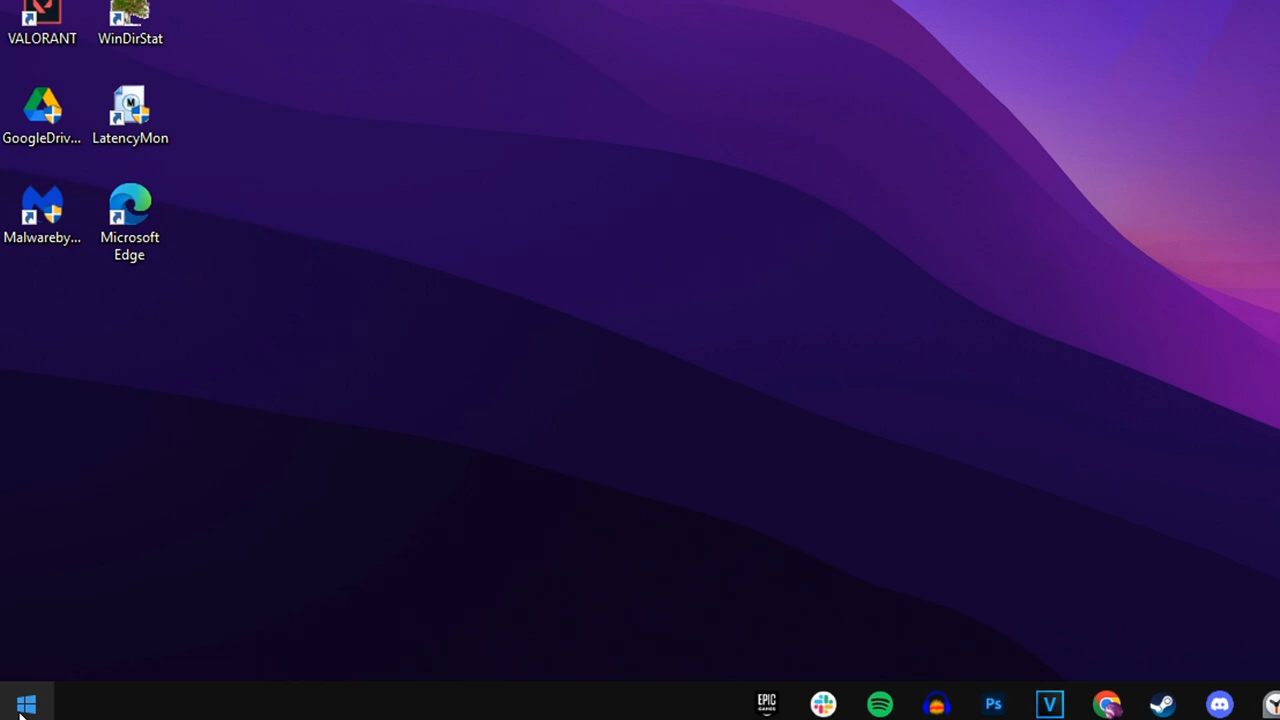 VALORANT
WinDirStat
GoogleDriv...
LatencyMon
Malwareby...
Microsoft
Edge
EPIC
GAMES
Ps
V